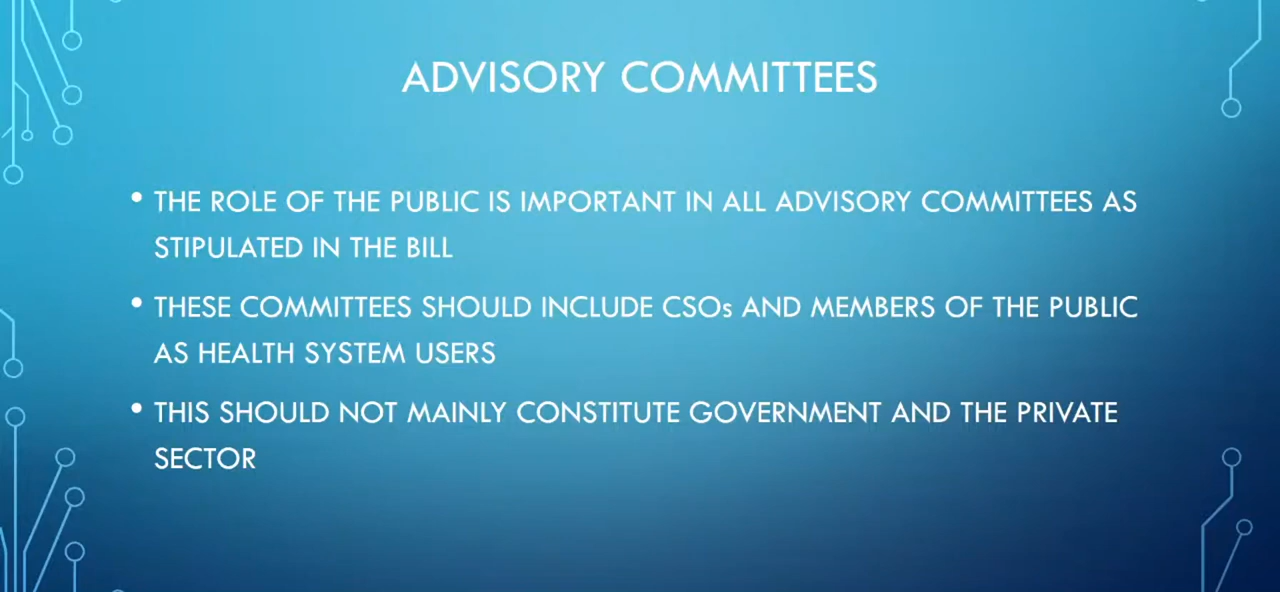 ADVISORY COMMITTEES
• THE ROLE OF THE PUBLIC IS IMPORTANT IN ALL ADVISORY COMMITTEES AS
STIPULATED IN THE BILL
• THESE COMMITTEES SHOULD INCLUDE CSOs AND MEMBERS OF THE PUBLIC
AS HEALTH SYSTEM USERS
• THIS SHOULD NOT MAINLY CONSTITUTE GOVERNMENT AND THE PRIVATE
SECTOR